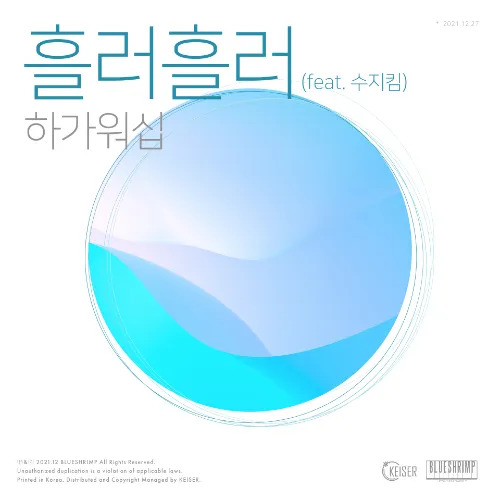 * 2021.12.27
흘러흘러 (feat. 수지킴)
하가워십
2021.12 BLUESHRIMP All Rights Reserved.
Unauthorized duplication is a violation of applicable laws.
Printed in Korea. Distributed and Copyright Managed by KEISER.
KEISER
BLUESHRIMP